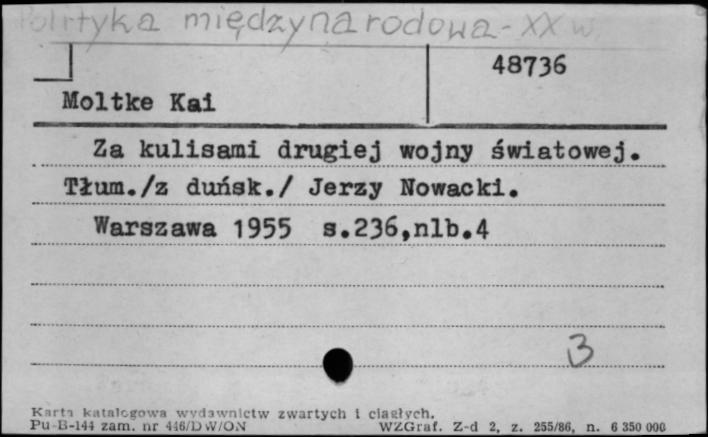 Polityka międzynarodowa - XX w.
48736
Moltke Kai
Za kulisami drugiej wojny światowej.
Tłum./z duńsk./ Jerzy Nowacki.
Warszawa 1955 s.236,nlb.4
3
Karta katalogowa wydawnictw zwartych i ciągłych.
Pu-B-144 zam. nr 446/DW/ON WZGraf. Z-d 2, z. 255/86, n. 6 350 000